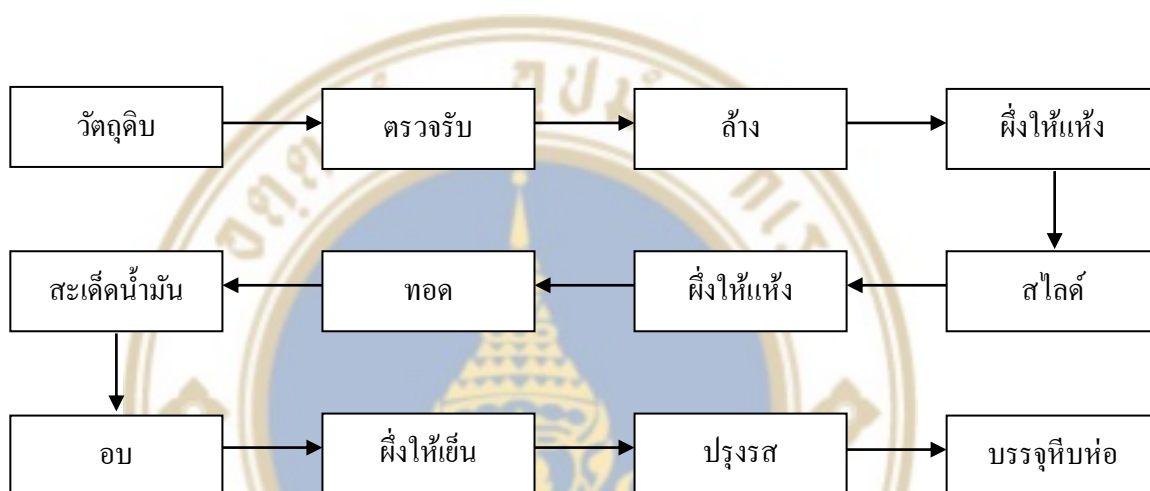 วัตถุดิบ
ตรวจรับ
ล้าง
ผึ่งให้แห้ง
สไลด์
ผึ่งให้แห้ง
ทอด
สะเด็ดน้ำมัน
อบ
ผึ่งให้เย็น
ปรุงรส
บรรจุหีบห่อ